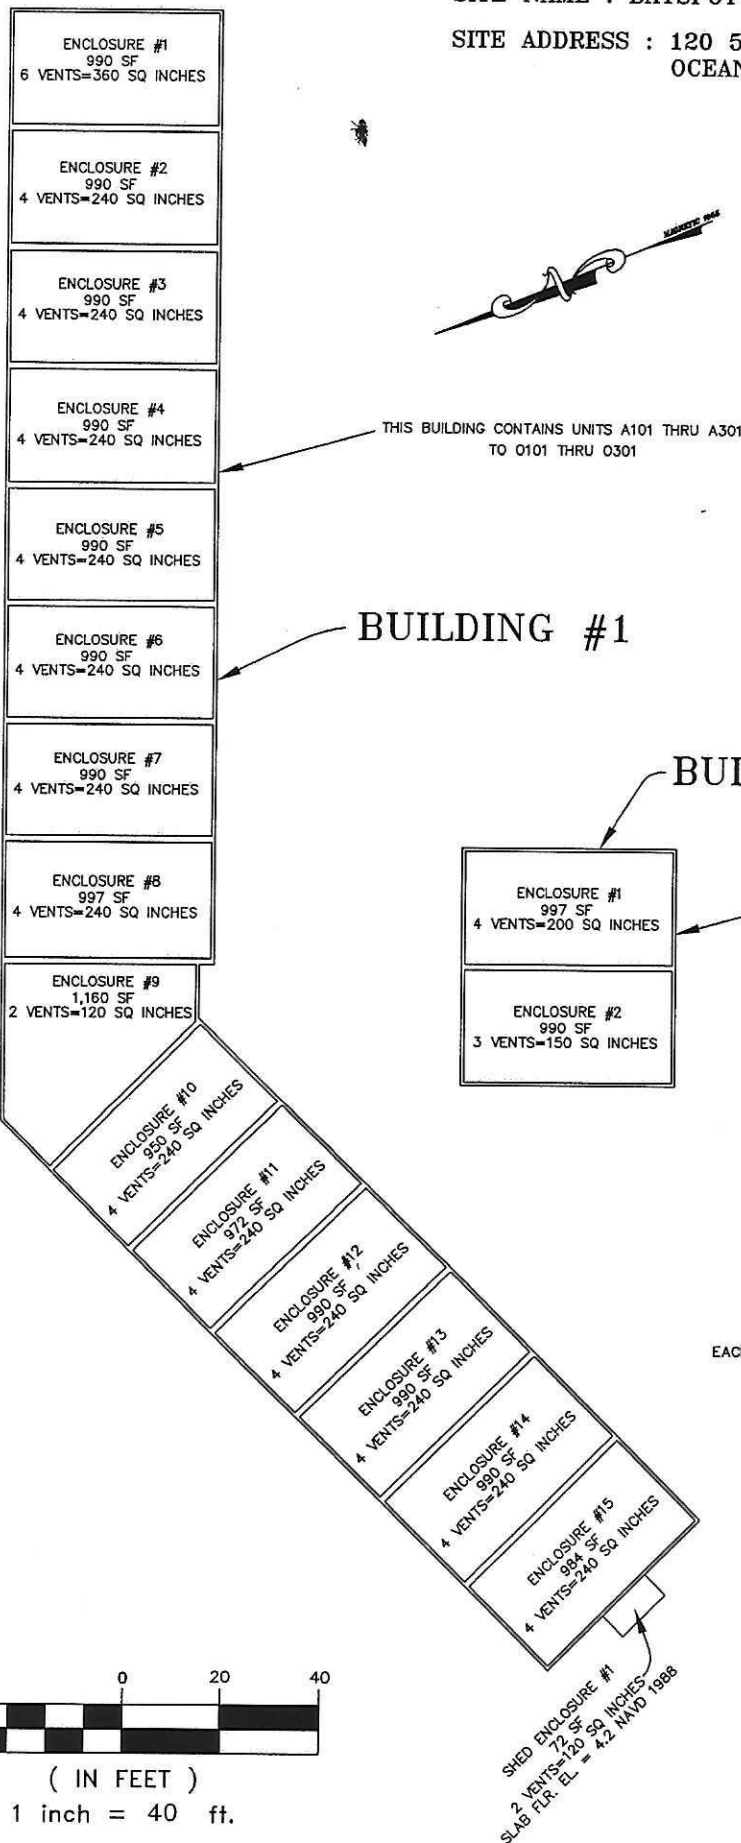 SITE ADDRESS : 120 5
OCEAN
ENCLOSURE #1
990 SF
6 VENTS=360 SQ INCHES
ENCLOSURE #2
990 SF
4 VENTS=240 SQ INCHES
ENCLOSURE #3
990 SF
4 VENTS=240 SQ INCHES
MAGNETIC
ENCLOSURE #4
990 SF
4 VENTS=240 SQ INCHES
THIS BUILDING CONTAINS UNITS A101 THRU A301
TO O101 THRU O301
ENCLOSURE #5
990 SF
4 VENTS=240 SQ INCHES
BUILDING #1
ENCLOSURE #6
990 SF
4 VENTS=240 SQ INCHES
ENCLOSURE #7
990 SF
4 VENTS=240 SQ INCHES
BUI
ENCLOSURE #8
997 SF
4 VENTS=240 SQ INCHES
ENCLOSURE #1
997 SF
4 VENTS=200 SQ INCHES
ENCLOSURE #9
1,160 SF
2 VENTS=120 SQ INCHES
ENCLOSURE #2
990 SF
3 VENTS=150 SQ INCHES
ENCLOSURE #10
950 SF
4 VENTS=240 SQ INCHES
ENCLOSURE #11
972 SF
4 VENTS=240 SQ INCHES
ENCLOSURE #12
990 SF
4 VENTS=240 SQ INCHES
ENCLOSURE #13
990 SF
4 VENTS=240 SQ INCHES
EAC
ENCLOSURE #14
990 SF
4 VENTS=240 SQ INCHES
ENCLOSURE #15
984 SF
4 VENTS=240 SQ INCHES
SHED ENCLOSURE #1
72 SF
2 VENTS=120 SQ INCHES
SLAB FLR. EL. = 4.2 NAVD 1988
0 20 40
( IN FEET )
1 inch = 40 ft.